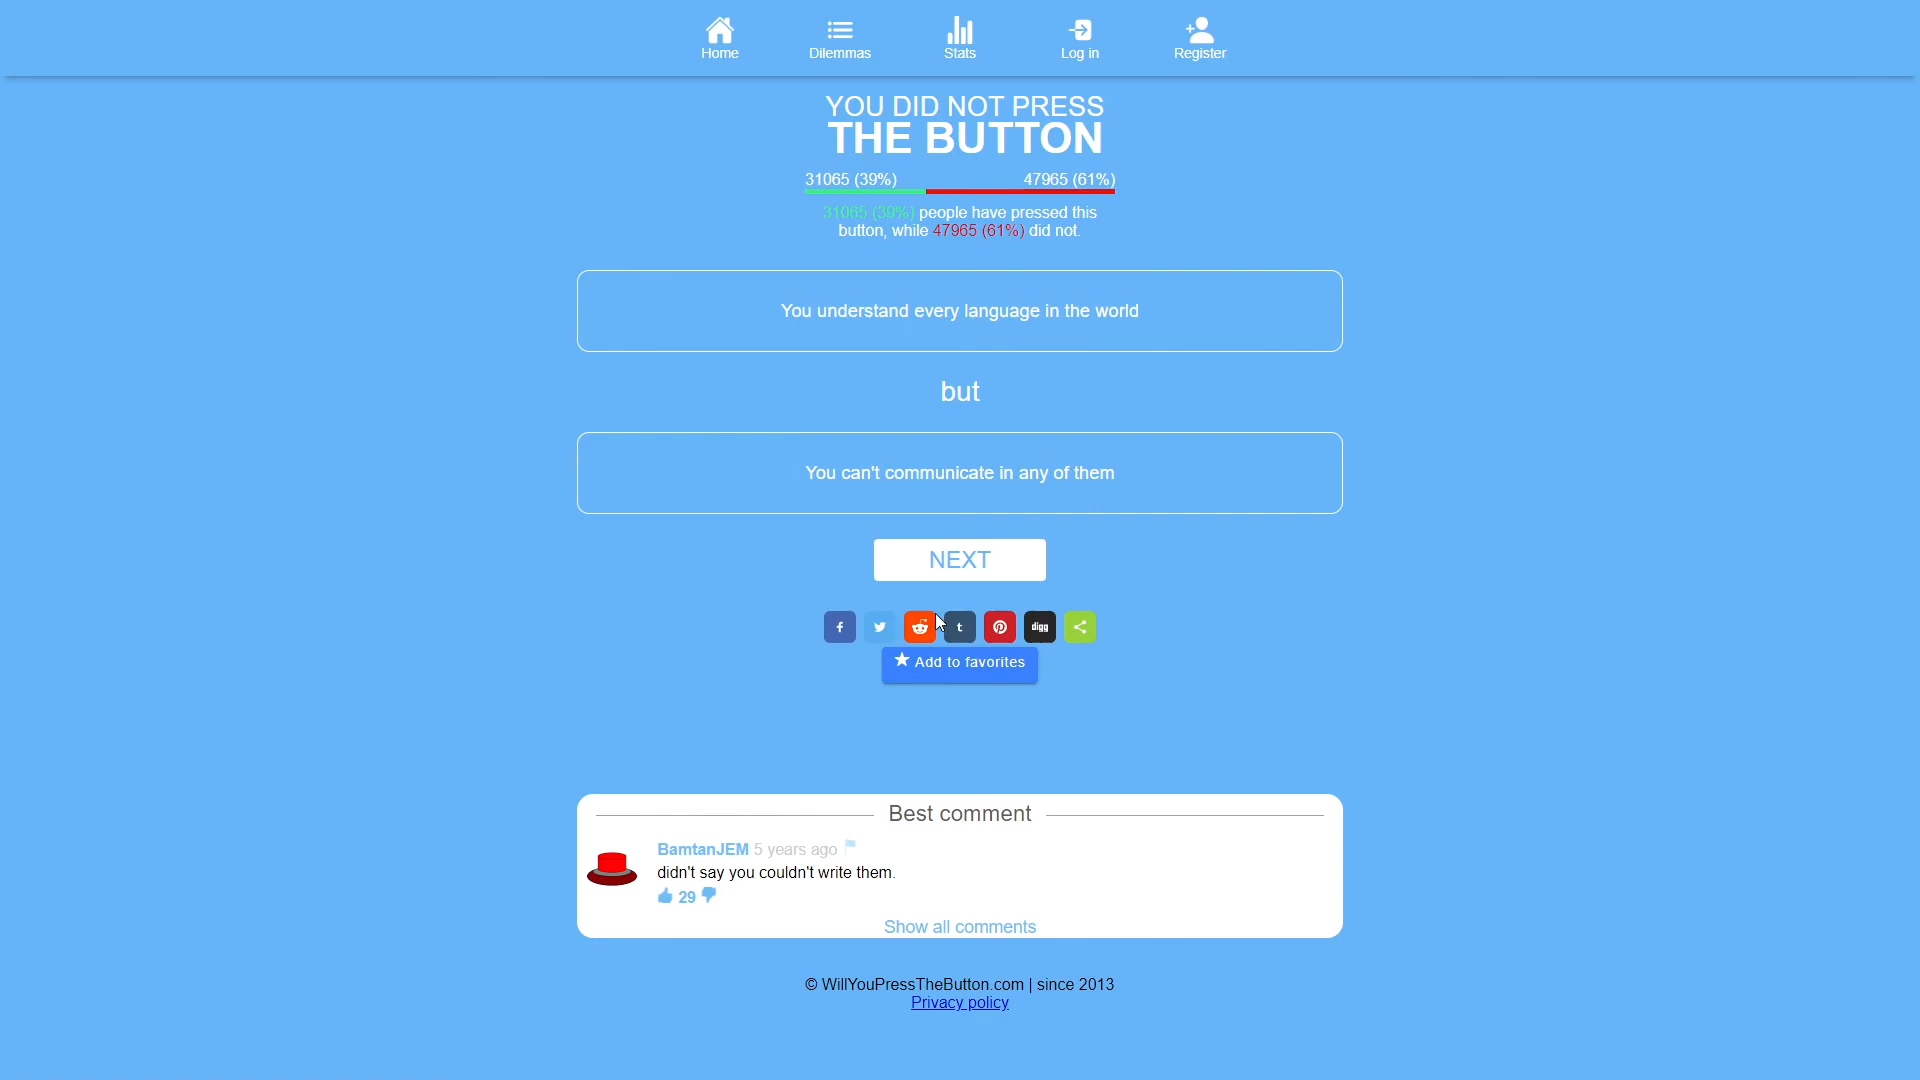 Home
Dilemmas
Stats
Log in
Register
YOU DID NOT PRESS
THE BUTTON
31065 (39%)
47965 (61%)
31065 (39%) people have pressed this
button, while 47965 (61%) did not.
You understand every language in the world
but
You can't communicate in any of them
NEXT
f
t
digg
Add to favorites
Best comment
BamtanJEM 5 years ago
didn't say you couldn't write them.
29
Show all comments
© WillYouPressTheButton.com | since 2013
Privacy policy